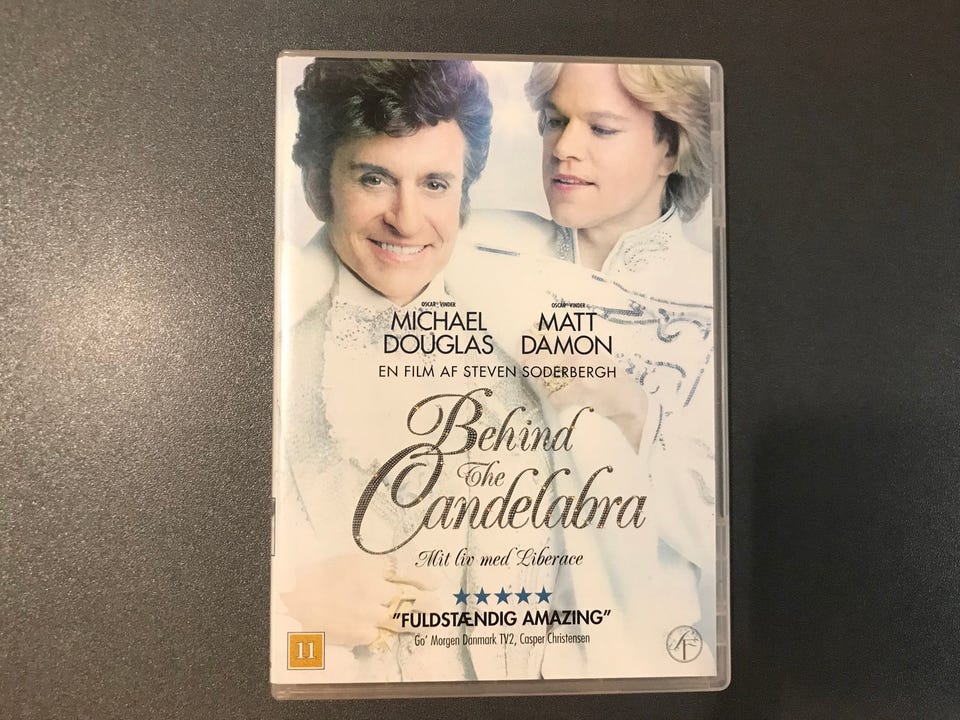 OSCAR® VINDER
MICHAEL
DOUGLAS
OSCAR® VINDER
MATT
DAMON
EN FILM AF STEVEN SODERBERGH
Behind
The
Candelabra
Mit liv med Liberace
"FULDSTÆNDIG AMAZING"
Go' Morgen Danmark TV2, Casper Christensen
11
SF